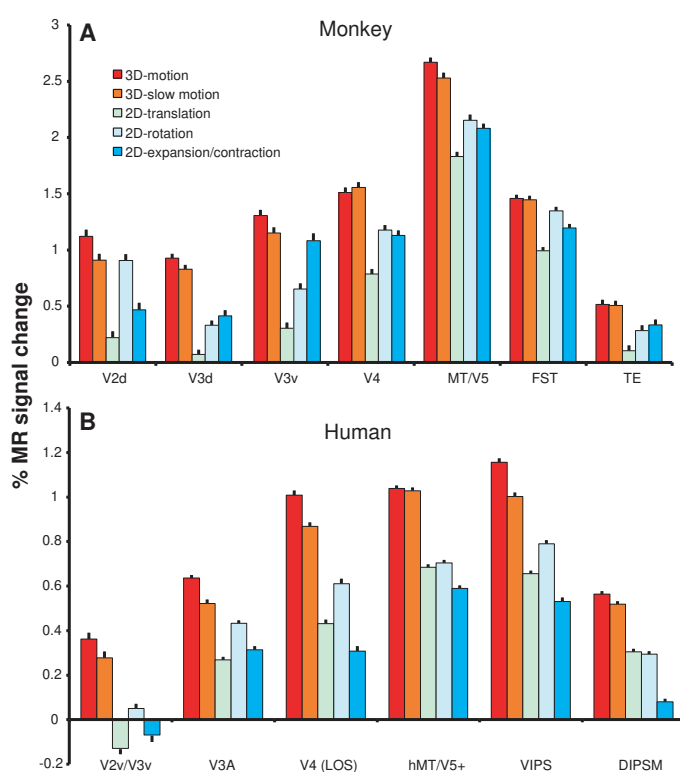 % MR signal change
A
Monkey
3
2.5
2
1.5
1
0.5
0
3D-motion
3D-slow motion
2D-translation
2D-rotation
2D-expansion/contraction
V2d V3d V3v V4 MT/V5 FST TE
B
Human
1.4
1.2
1
0.8
0.6
0.4
0.2
0
-0.2
V2v/V3v V3A V4 (LOS) hMT/V5+ VIPS DIPSM